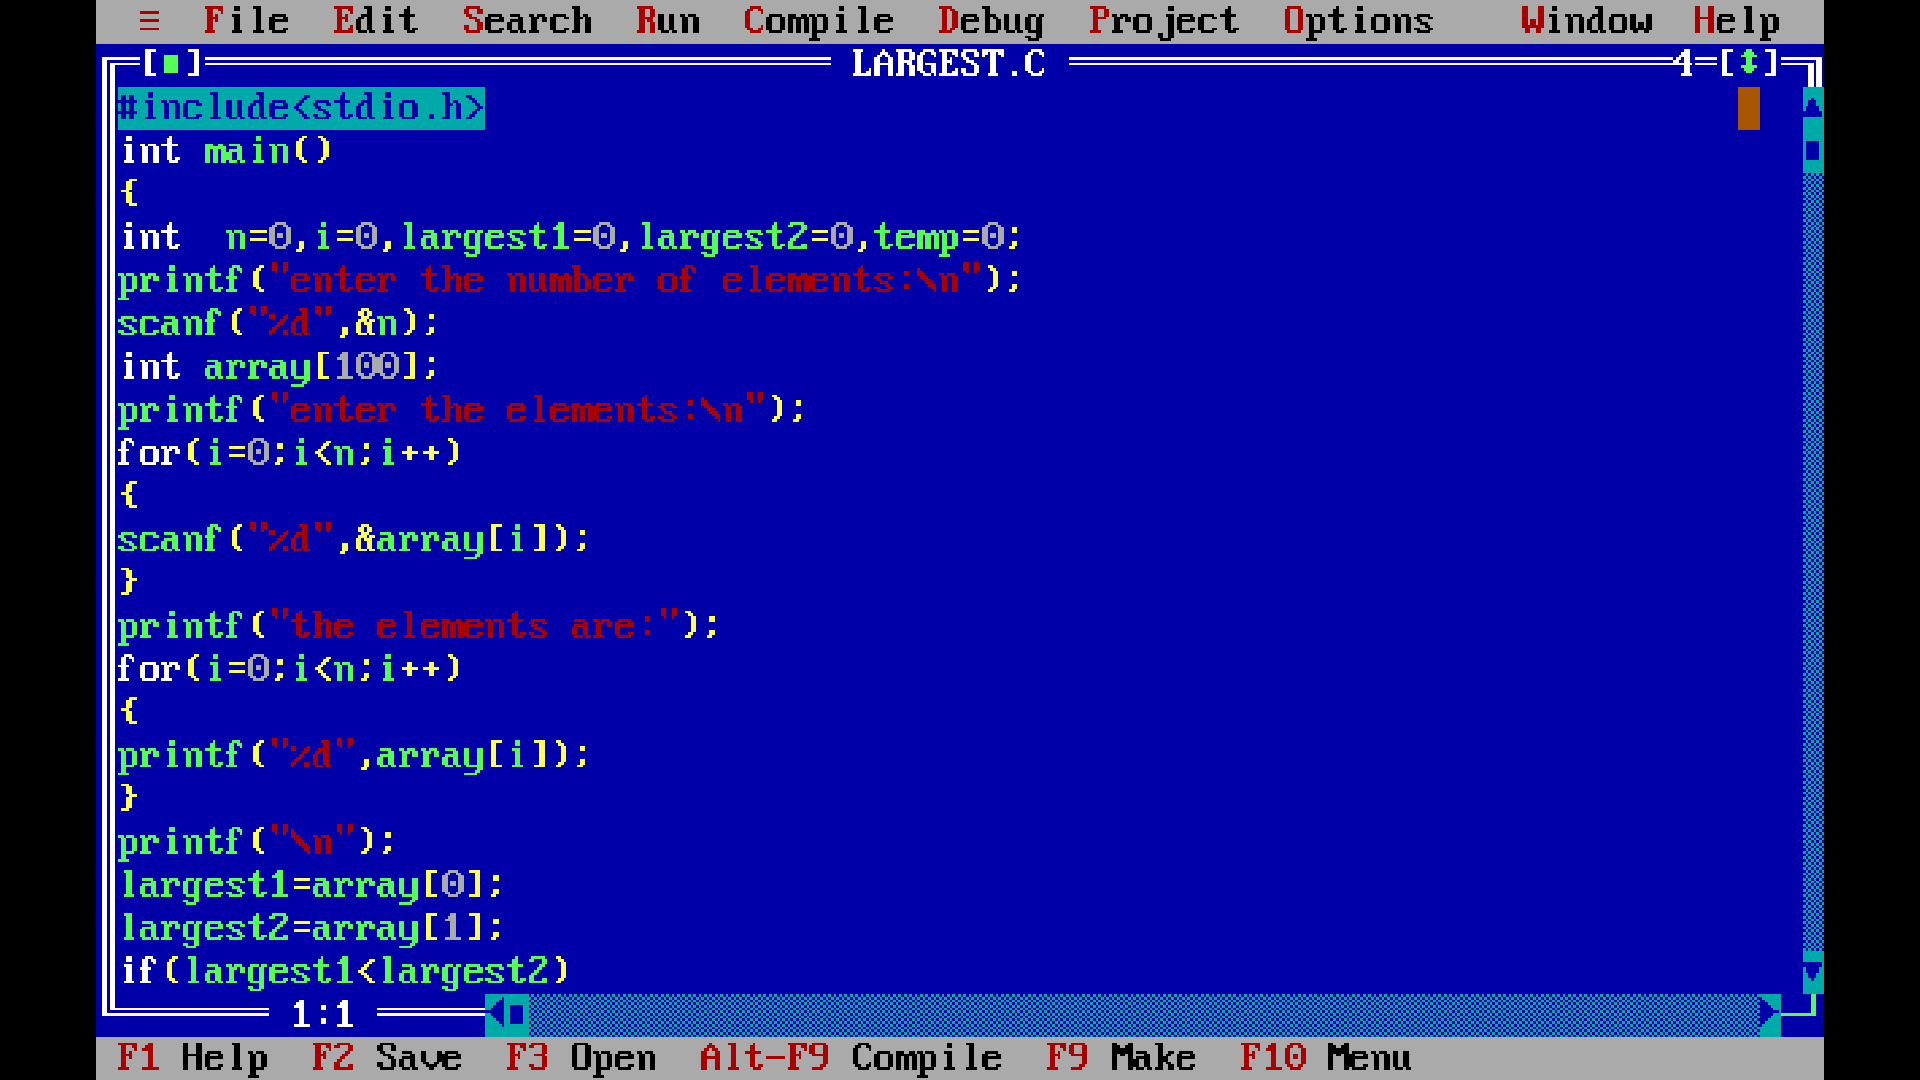 ≡ File Edit Search Run Compile Debug Project Options Window Help
[■] LARGEST.C 4=[↕]
#include<stdio.h>
int main()
{
int  n=0,i=0,largest1=0,largest2=0,temp=0;
printf("enter the number of elements:\n");
scanf("%d",&n);
int array[100];
printf("enter the elements:\n");
for(i=0;i<n;i++)
{
scanf("%d",&array[i]);
}
printf("the elements are:");
for(i=0;i<n;i++)
{
printf("%d",array[i]);
}
printf("\n");
largest1=array[0];
largest2=array[1];
if(largest1<largest2)
1:1
F1 Help F2 Save F3 Open Alt-F9 Compile F9 Make F10 Menu